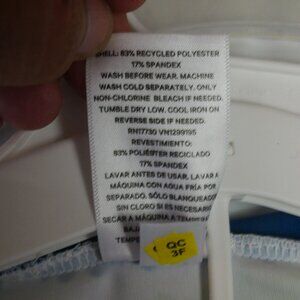 SHELL: 83% RECYCLED POLYESTER
17% SPANDEX
WASH BEFORE WEAR. MACHINE
WASH COLD SEPARATELY. ONLY
NON-CHLORINE BLEACH IF NEEDED.
TUMBLE DRY LOW. COOL IRON ON
REVERSE SIDE IF NEEDED.
RN17730 VN1299195
REVESTIMIENTO:
83% POLIÉSTER RECICLADO
17% SPANDEX
LAVAR ANTES DE USAR. LAVAR A
MÁQUINA CON AGUA FRÍA POR
SEPARADO. BLANQUEADOR
SIN CLORO SI ES NECESARIO.
SECAR A MÁQUINA A TEMP
BAJA
TEMPE
QC
3F